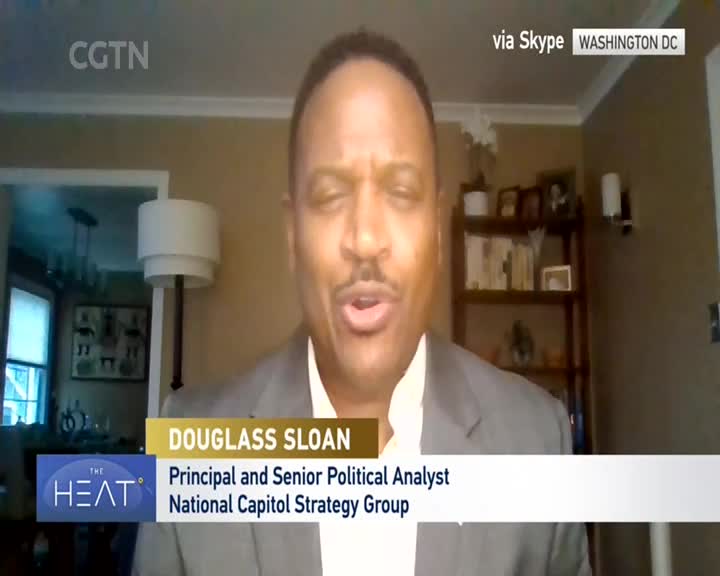 CGTN
via Skype WASHINGTON DC
DOUGLASS SLOAN
THE
HEAT
Principal and Senior Political Analyst
National Capitol Strategy Group